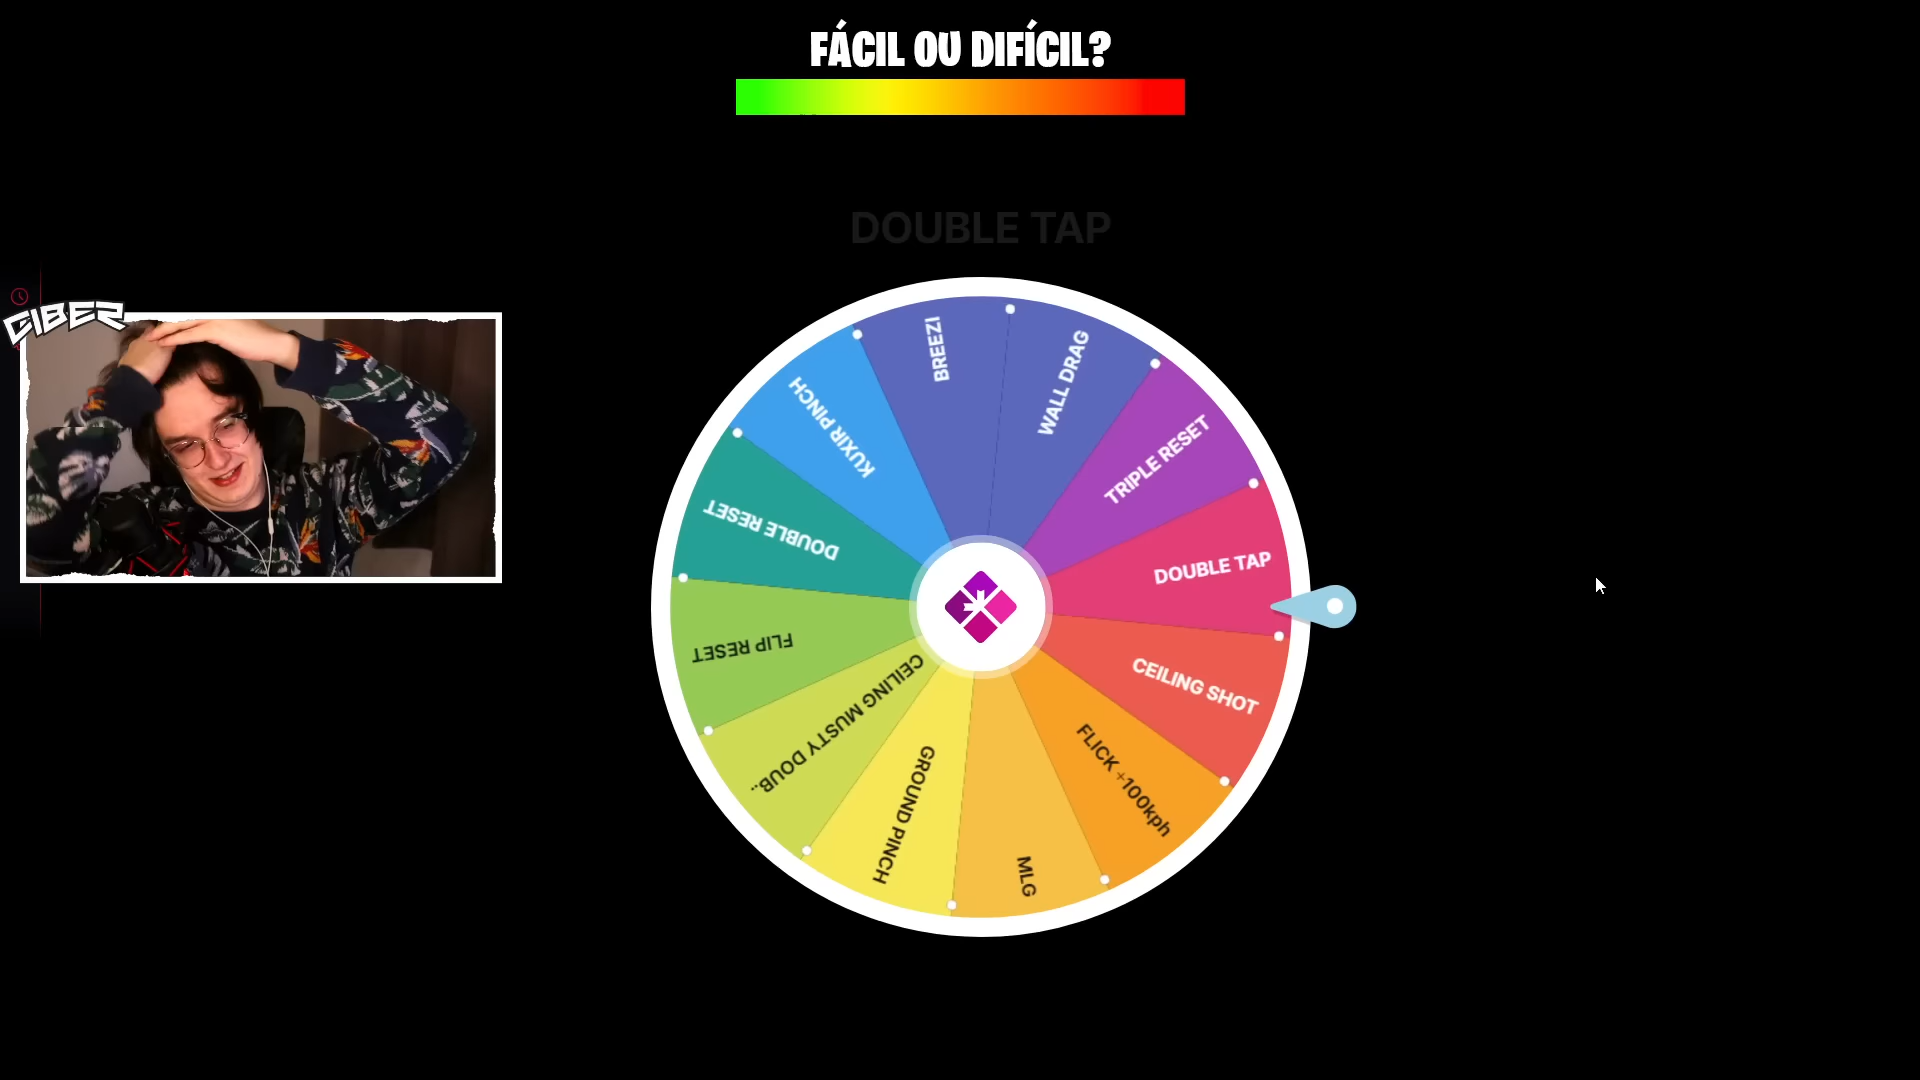 FÁCIL OU DIFÍCIL?
DOUBLE TAP
CIBER
BREEZI
WALL DRAG
TRIPLE RESET
DOUBLE TAP
CEILING SHOT
FLICK +100kph
MLG
GROUND PINCH
CEILING MUSTY DOUB..
FLIP RESET
DOUBLE RESET
KUXIR PINCH